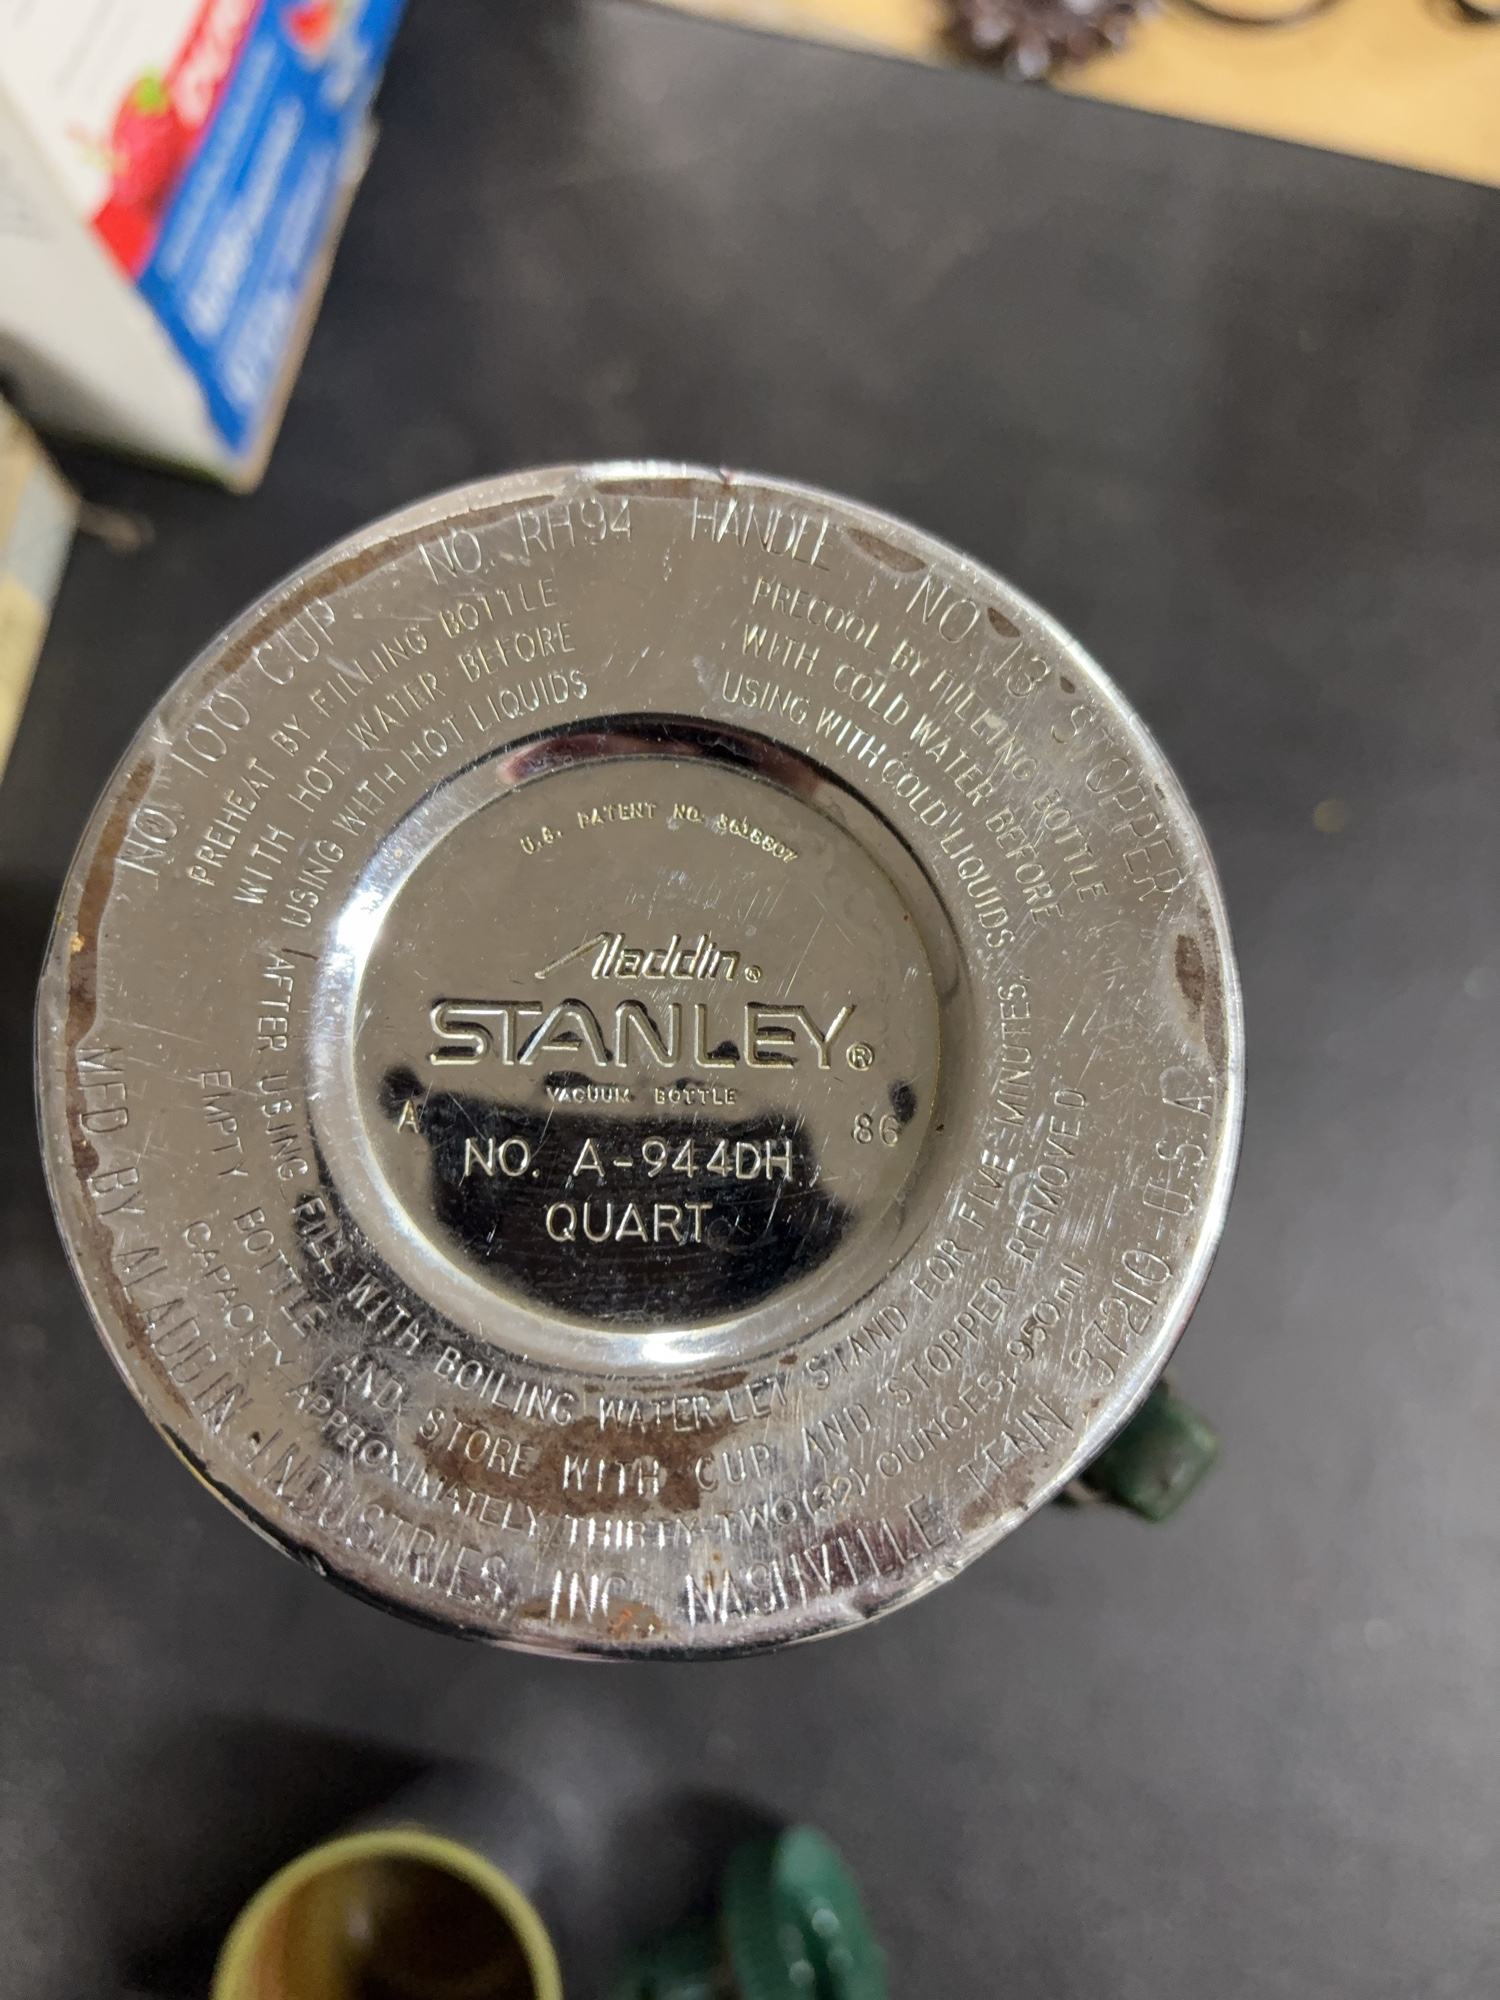 NO. 100 CUP NO. RH94 HANDLE NO. 13 STOPPER
PREHEAT BY FILLING BOTTLE
WITH HOT WATER BEFORE
USING WITH HOT LIQUIDS
PRECOOL BY FILLING BOTTLE
WITH COLD WATER BEFORE
USING WITH COLD LIQUIDS
U.S. PATENT NO.
Aladdin®
STANLEY®
VACUUM BOTTLE
A 86
NO. A-944DH
QUART
AFTER USING FILL WITH BOILING WATER LET STAND FOR FIVE MINUTES,
EMPTY BOTTLE AND STORE WITH CUP AND STOPPER REMOVED
CAPACITY APPROXIMATELY THIRTY-TWO (32) OUNCES, 950ml
MFD BY ALADDIN INDUSTRIES, INC. NASHVILLE, TENN 37210-U.S.A.